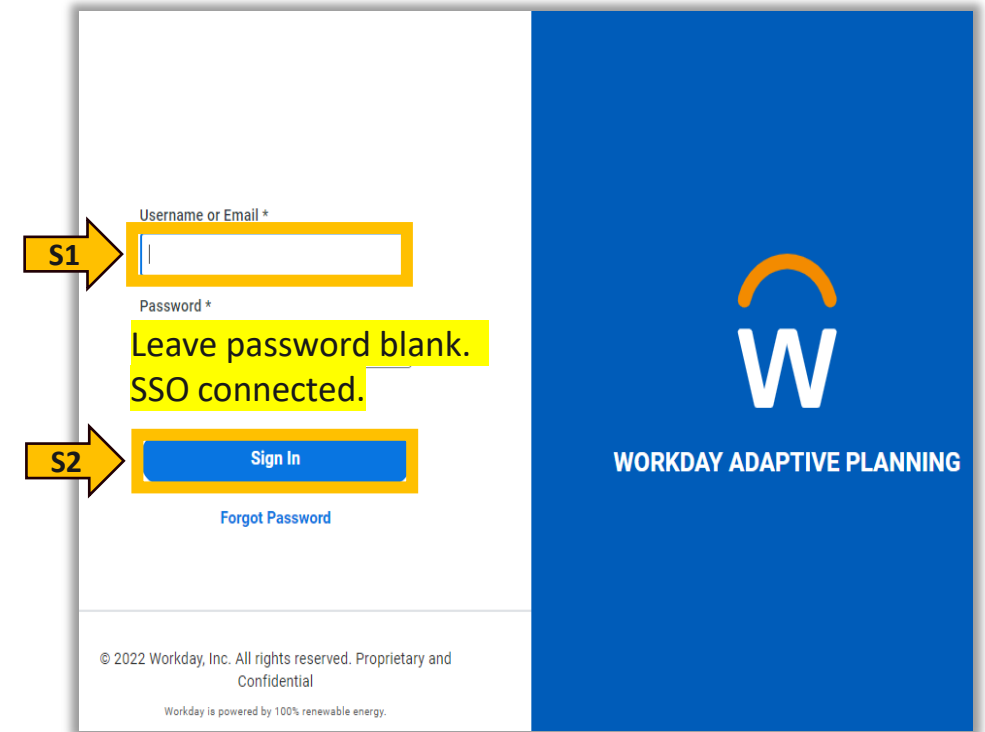 Username or Email *
S1
Password *
Leave password blank.
SSO connected.
S2
Sign In
Forgot Password
W
WORKDAY ADAPTIVE PLANNING
© 2022 Workday, Inc. All rights reserved. Proprietary and
Confidential
Workday is powered by 100% renewable energy.